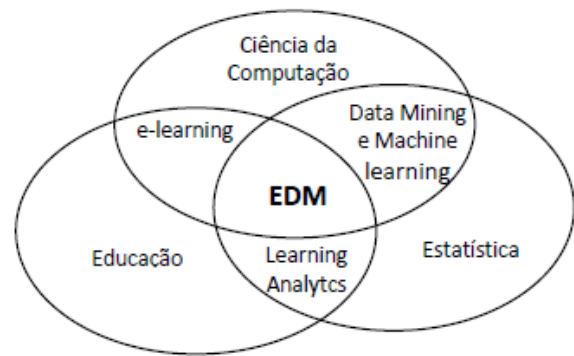 Ciência da
Computação
e-learning
Data Mining
e Machine
learning
EDM
Educação
Learning
Analytcs
Estatística